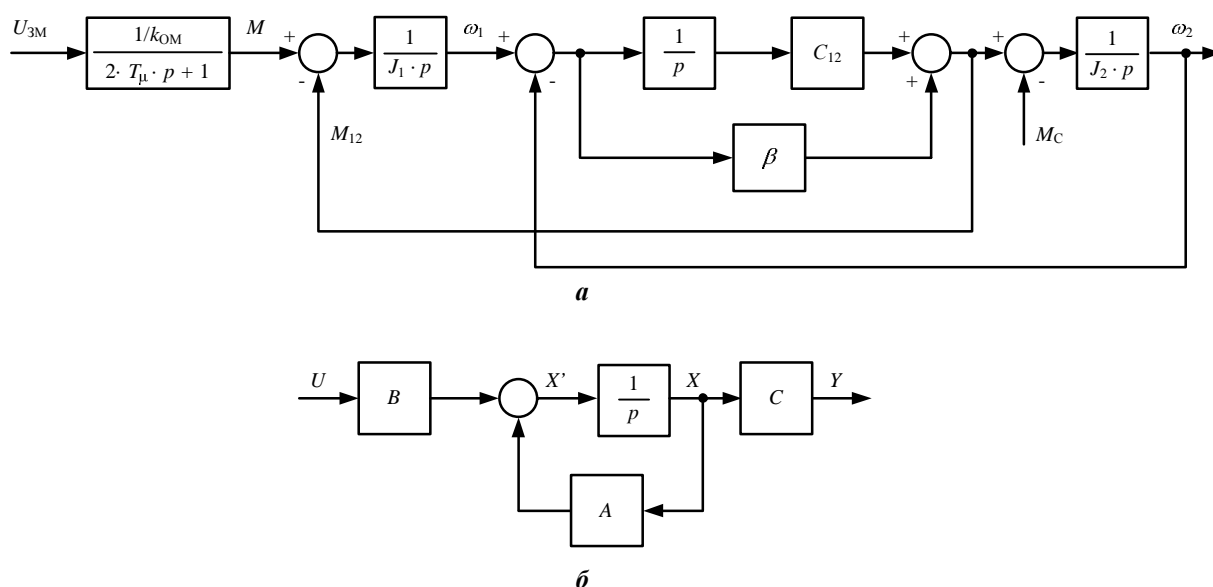 U_ЗМ
1/k_ОМ
2· T_μ· p + 1
M
+
-
1
J_1 · p
ω_1
+
-
1
p
C_12
+
+
+
-
1
J_2 · p
ω_2
M_12
β
M_C
а
U
B
X’
1
p
X
C
Y
A
б